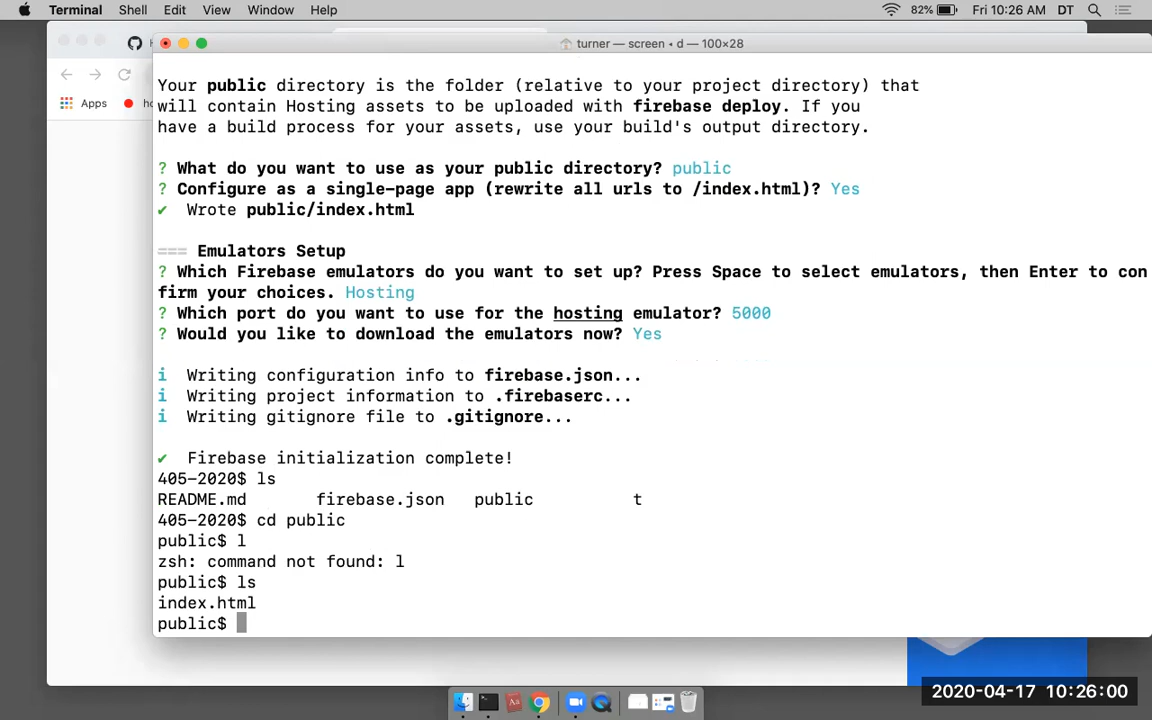 Terminal Shell Edit View Window Help 82% Fri 10:26 AM DT
turner — screen ◂ d — 100×28
Apps
Your public directory is the folder (relative to your project directory) that
will contain Hosting assets to be uploaded with firebase deploy. If you
have a build process for your assets, use your build's output directory.
? What do you want to use as your public directory? public
? Configure as a single-page app (rewrite all urls to /index.html)? Yes
✔ Wrote public/index.html
=== Emulators Setup
? Which Firebase emulators do you want to set up? Press Space to select emulators, then Enter to con
firm your choices. Hosting
? Which port do you want to use for the hosting emulator? 5000
? Would you like to download the emulators now? Yes
i Writing configuration info to firebase.json...
i Writing project information to .firebaserc...
i Writing gitignore file to .gitignore...
✔ Firebase initialization complete!
405-2020$ ls
README.md firebase.json public t
405-2020$ cd public
public$ l
zsh: command not found: l
public$ ls
index.html
public$
2020-04-17 10:26:00